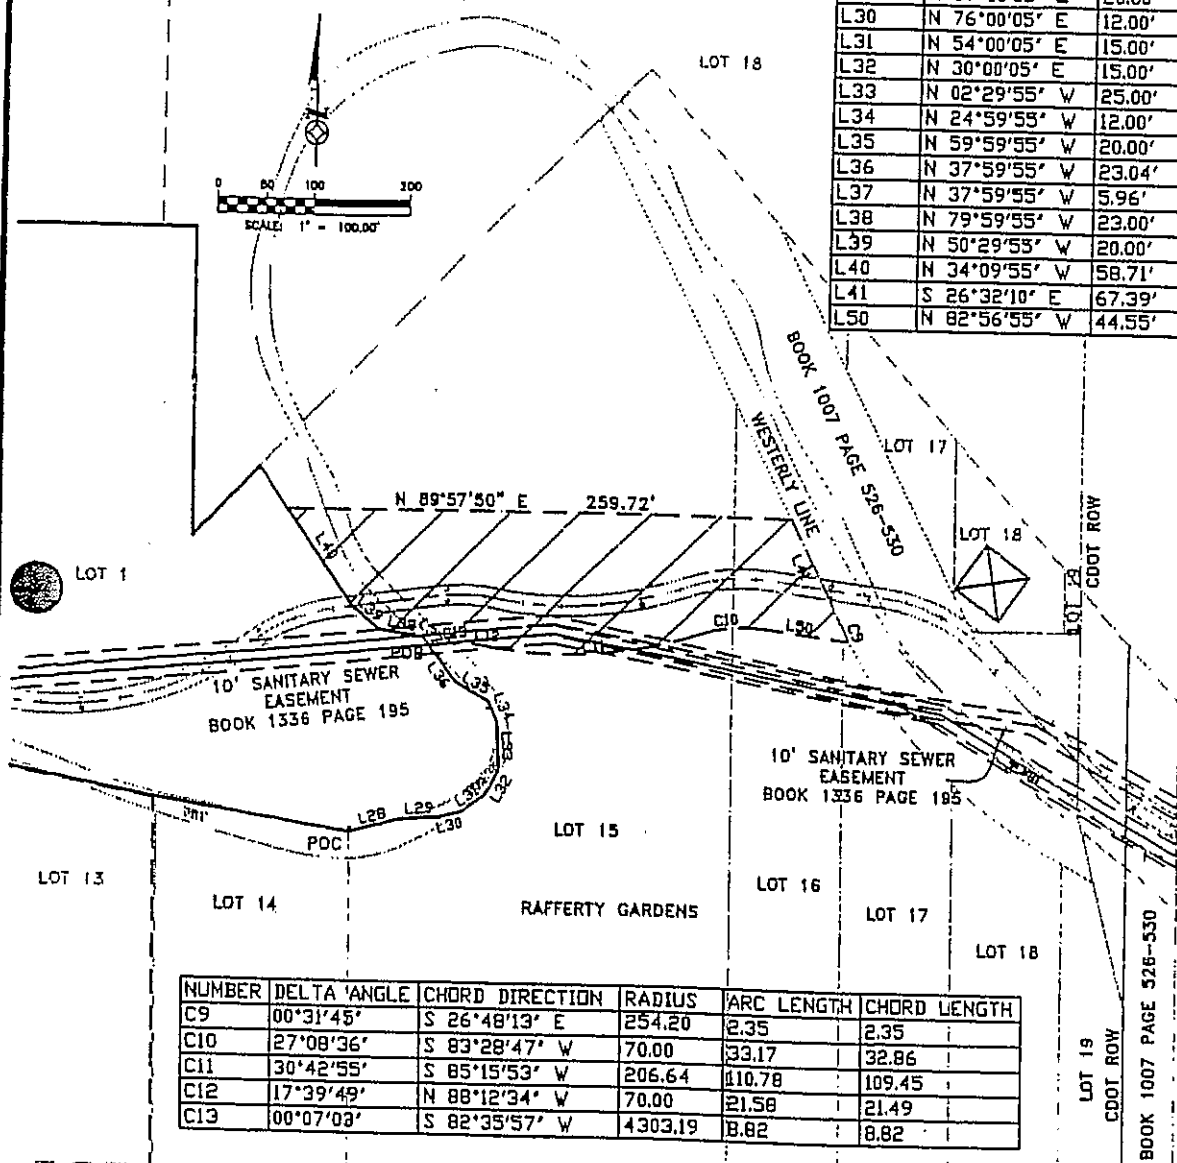 L30 N 76°00'05" E 12.00'
L31 N 54°00'05" E 15.00'
L32 N 30°00'05" E 15.00'
L33 N 02°29'55" W 25.00'
L34 N 24°59'55" W 12.00'
L35 N 59°59'55" W 20.00'
L36 N 37°59'55" W 23.04'
L37 N 37°59'55" W 5.96'
L38 N 79°59'55" W 23.00'
L39 N 50°29'55" W 20.00'
L40 N 34°09'55" W 58.71'
L41 S 26°32'10" E 67.39'
L50 N 82°56'55" W 44.55'
LOT 18
0 50 100 200
SCALE: 1" = 100.00'
BOOK 1007 PAGE 526-530
WESTERLY LINE
LOT 17
N 89°57'50" E 259.72'
LOT 18
CDOT ROW
LOT 29
L40
L41
LOT 1
L39
L38
C13
L12
C10
L50
C9
POB
10' SANITARY SEWER
EASEMENT
BOOK 1336 PAGE 195
L36
L35
L34
L33
L32
10' SANITARY SEWER
EASEMENT
BOOK 1336 PAGE 195
L28
L29
L30
POC
LOT 15
LOT 13
LOT 14
LOT 16
RAFFERTY GARDENS
LOT 17
LOT 18
BOOK 1007 PAGE 526-530
LOT 19
CDOT ROW
NUMBER DELTA ANGLE CHORD DIRECTION RADIUS ARC LENGTH CHORD LENGTH
C9 00°31'45" S 26°48'13" E 254.20 2.35 2.35
C10 27°08'36" S 83°28'47" W 70.00 33.17 32.86
C11 30°42'55" S 85°15'53" W 206.64 110.78 109.45
C12 17°39'49" N 88°12'34" W 70.00 21.58 21.49
C13 00°07'03" S 82°35'57" W 4303.19 8.82 8.82